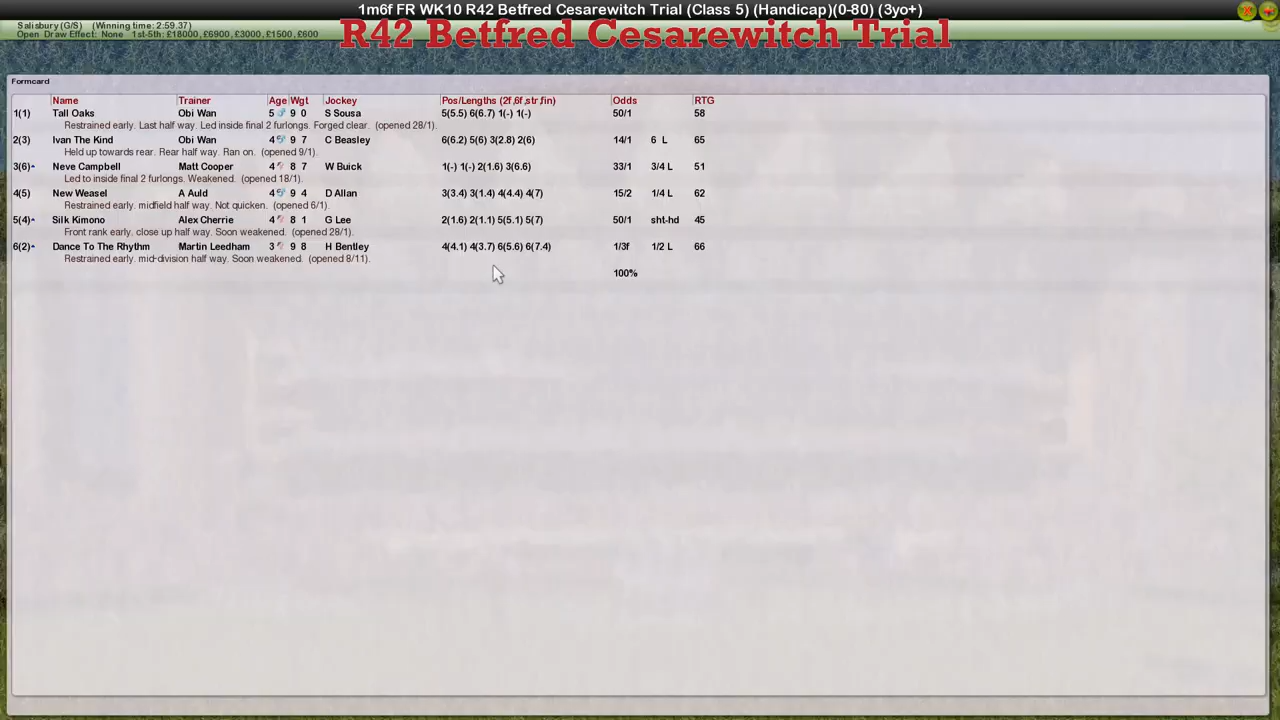 1m6f FR WK10 R42 Betfred Cesarewitch Trial (Class 5) (Handicap)(0-80) (3yo+)
Salisbury (G/S) (Winning time: 2:59.37)
Open Draw Effect: None 1st-5th: £18000, £6900, £3000, £1500, £600
R42 Betfred Cesarewitch Trial
Formcard
Name Trainer Age Wgt Jockey Pos/Lengths (2f,6f,str,fin) Odds RTG
1(1) Tall Oaks Obi Wan 5 9 0 S Sousa 5(5.5) 6(6.7) 1(-) 1(-) 50/1 58
Restrained early. Last half way. Led inside final 2 furlongs. Forged clear. (opened 28/1).
2(3) Ivan The Kind Obi Wan 4 9 7 C Beasley 6(6.2) 5(6) 3(2.8) 2(6) 14/1 6 L 65
Held up towards rear. Rear half way. Ran on. (opened 9/1).
3(6) Neve Campbell Matt Cooper 4 8 7 W Buick 1(-) 1(-) 2(1.6) 3(6.6) 33/1 3/4 L 51
Led to inside final 2 furlongs. Weakened. (opened 18/1).
4(5) New Weasel A Auld 4 9 4 D Allan 3(3.4) 3(1.4) 4(4.4) 4(7) 15/2 1/4 L 62
Restrained early. midfield half way. Not quicken. (opened 6/1).
5(4) Silk Kimono Alex Cherrie 4 8 1 G Lee 2(1.6) 2(1.1) 5(5.1) 5(7) 50/1 sht-hd 45
Front rank early. close up half way. Soon weakened. (opened 28/1).
6(2) Dance To The Rhythm Martin Leedham 3 9 8 H Bentley 4(4.1) 4(3.7) 6(5.6) 6(7.4) 1/3f 1/2 L 66
Restrained early. mid-division half way. Soon weakened. (opened 8/11).
100%